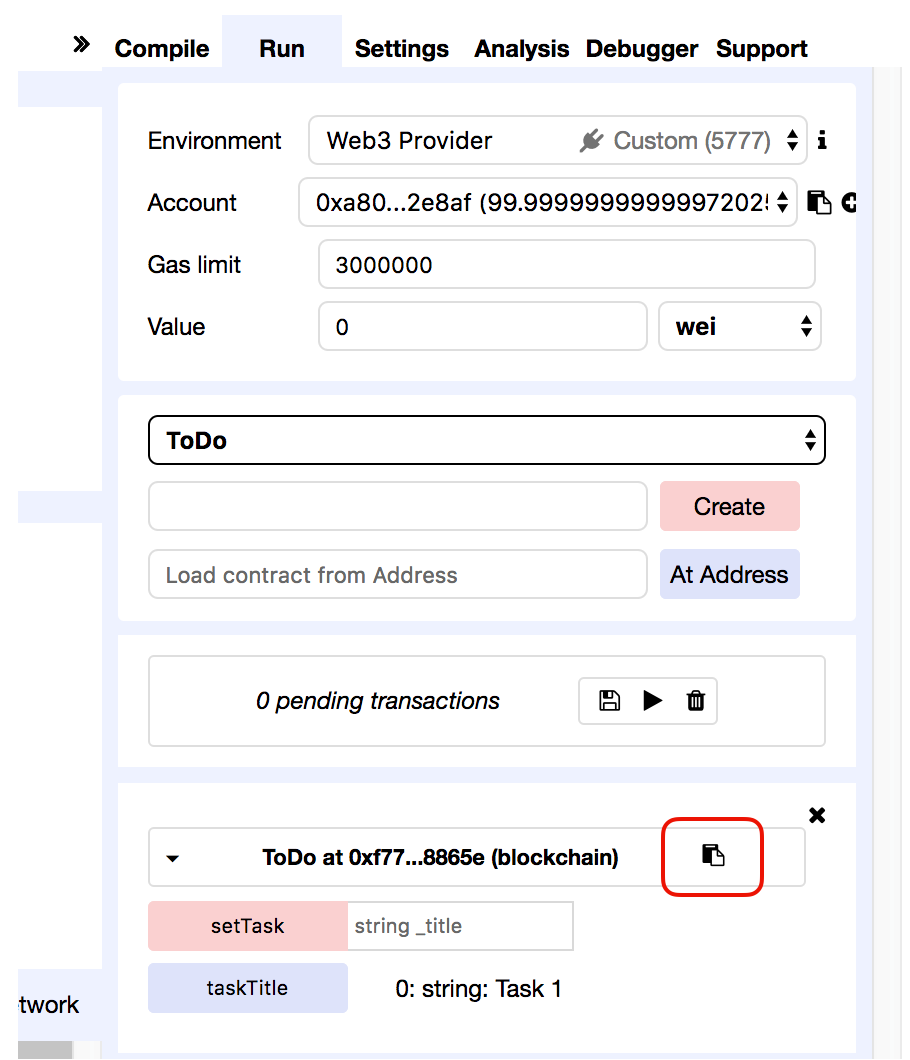 Compile Run Settings Analysis Debugger Support
Environment Web3 Provider Custom (5777)
Account 0xa80...2e8af (99.9999999999997202
Gas limit 3000000
Value 0 wei
ToDo
Create
Load contract from Address At Address
0 pending transactions
ToDo at 0xf77...8865e (blockchain)
setTask string _title
taskTitle 0: string: Task 1
twork